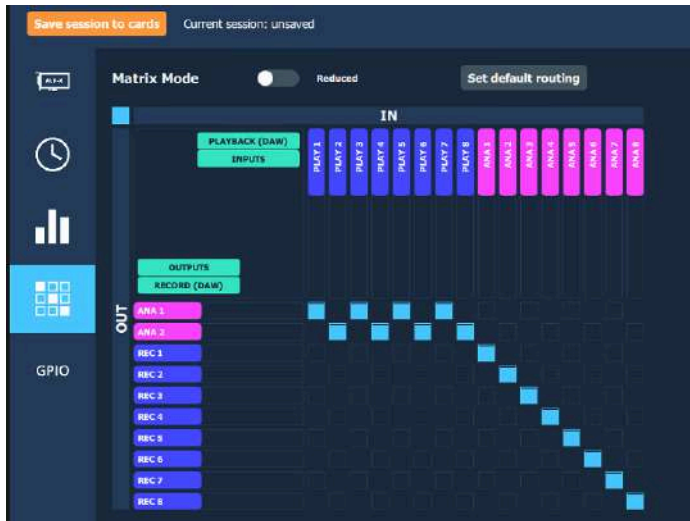 Save session to cards Current session: unsaved
Matrix Mode Reduced Set default routing
IN
PLAYBACK (DAW)
INPUTS
PLAY 1 PLAY 2 PLAY 3 PLAY 4 PLAY 5 PLAY 6 PLAY 7 PLAY 8 ANA 1 ANA 2 ANA 3 ANA 4 ANA 5 ANA 6 ANA 7 ANA 8
OUTPUTS
RECORD (DAW)
OUT
ANA 1
ANA 2
REC 1
REC 2
REC 3
REC 4
REC 5
REC 6
REC 7
REC 8
GPIO